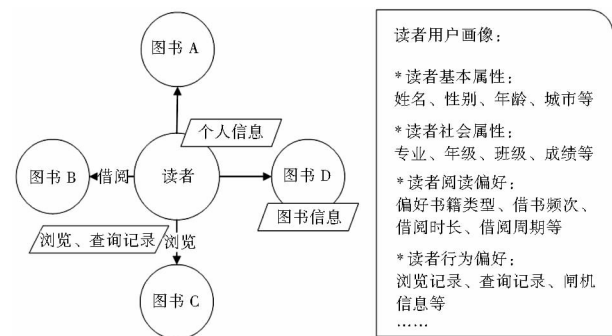 图书 A
个人信息
图书 B
借阅
读者
图书 D
图书信息
浏览、查询记录
浏览
图书 C
读者用户画像：
*读者基本属性：
姓名、性别、年龄、城市等
*读者社会属性：
专业、年级、班级、成绩等
*读者阅读偏好：
偏好书籍类型、借书频次、
借阅时长、借阅周期等
*读者行为偏好：
浏览记录、查询记录、闸机
信息等
……